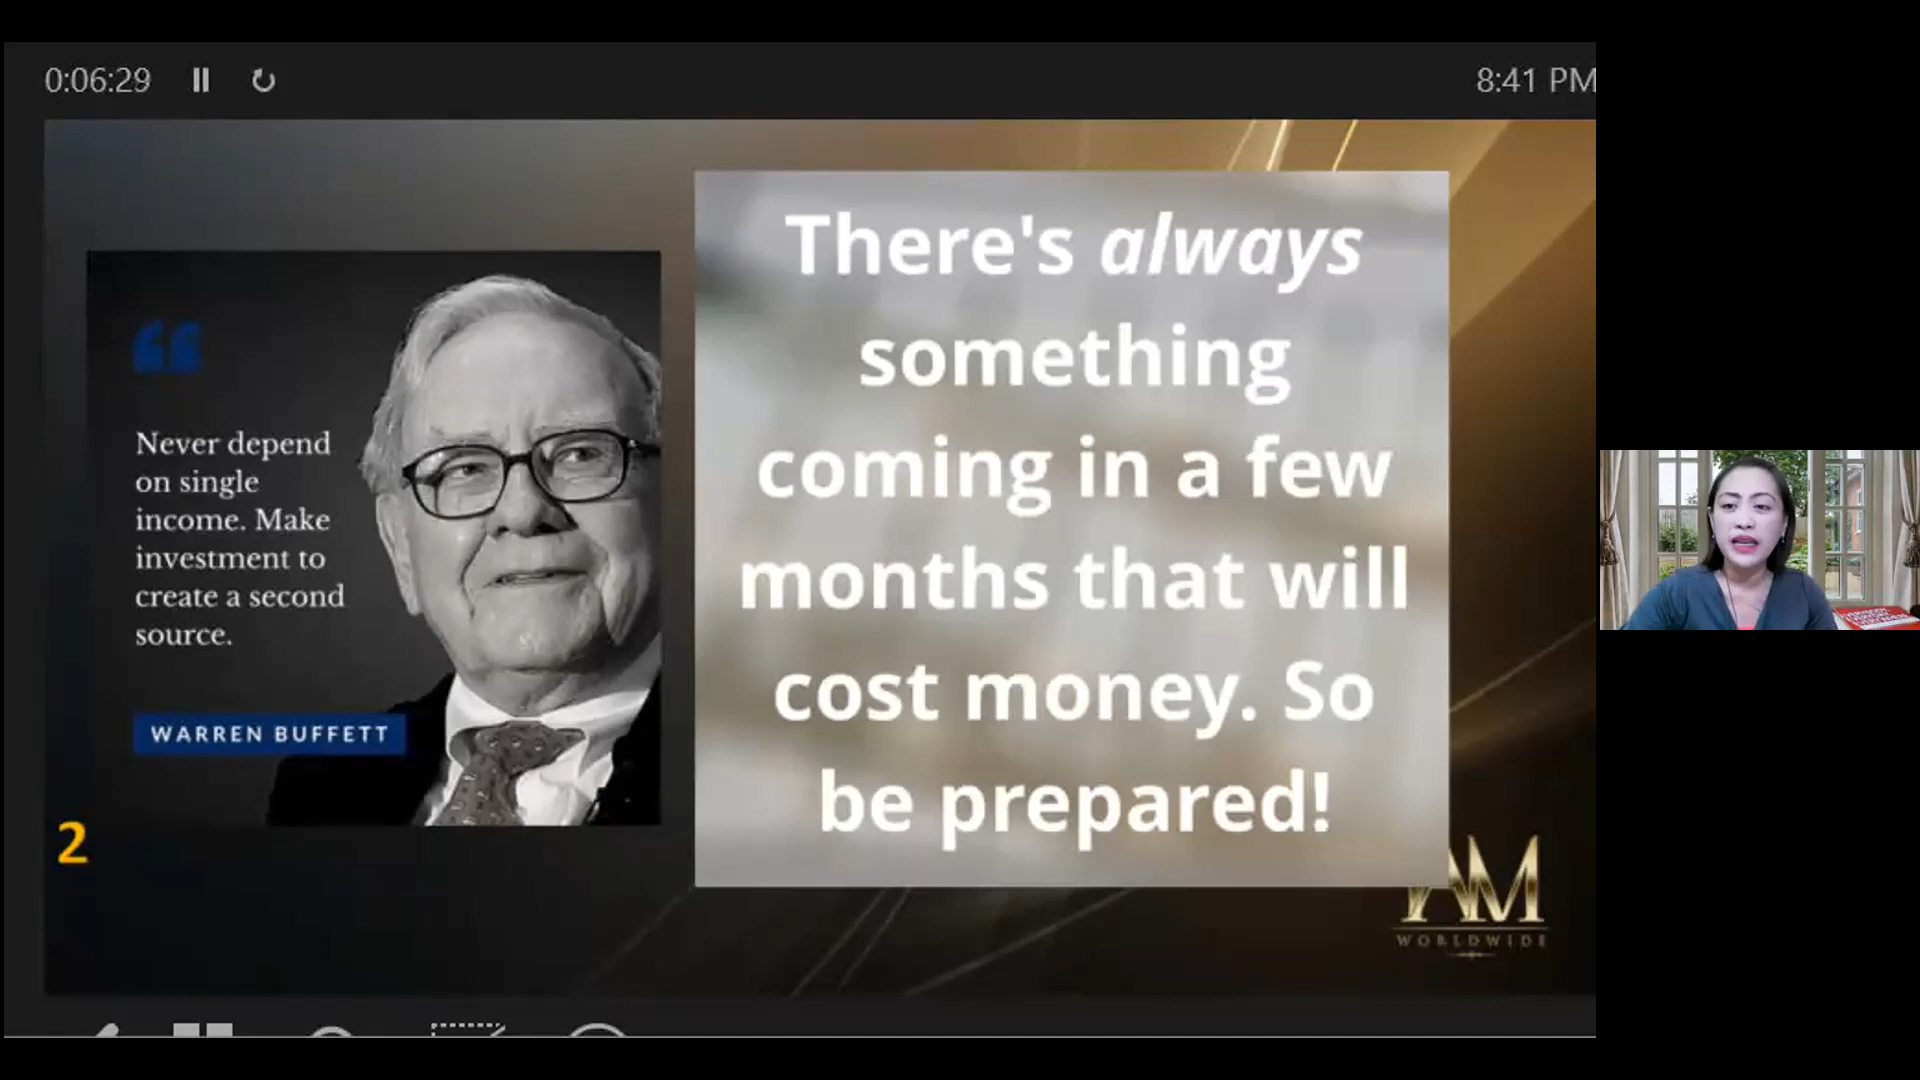 0:06:29
8:41 PM
Never depend
on single
income. Make
investment to
create a second
source.
WARREN BUFFETT
2
There's always
something
coming in a few
months that will
cost money. So
be prepared!
AM
WORLDWIDE